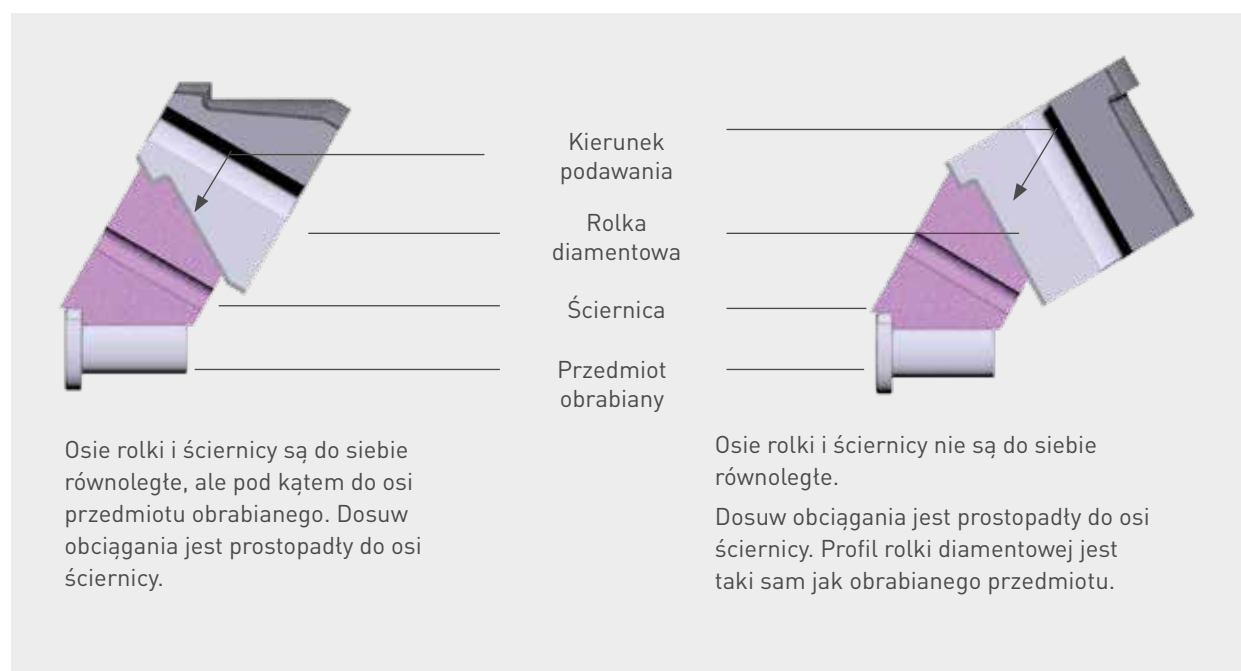 Kierunek
podawania
Rolka
diamentowa
Ściernica
Przedmiot
obrabiany
Osie rolki i ściernicy są do siebie
równoległe, ale pod kątem do osi
przedmiotu obrabianego. Dosuw
obciągania jest prostopadły do osi
ściernicy.
Osie rolki i ściernicy nie są do siebie
równoległe.
Dosuw obciągania jest prostopadły do osi
ściernicy. Profil rolki diamentowej jest
taki sam jak obrabianego przedmiotu.